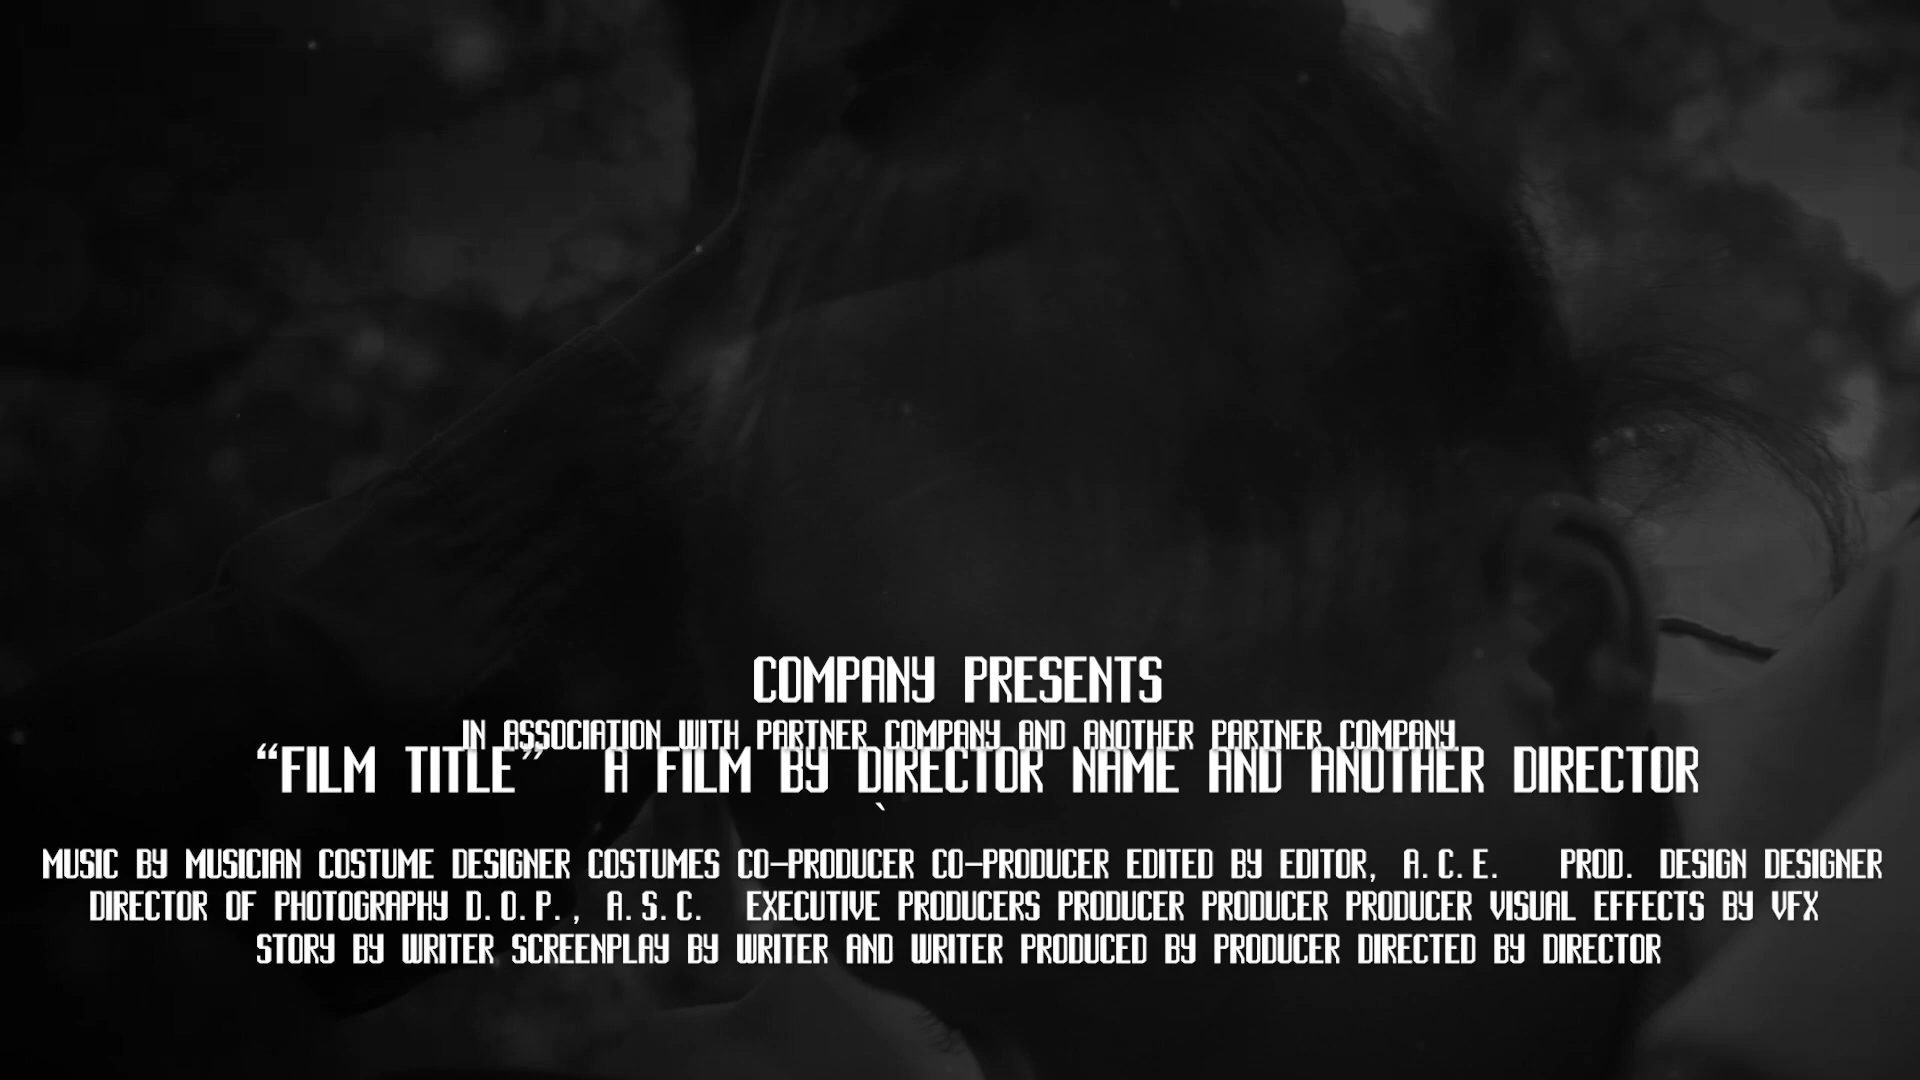 COMPANY PRESENTS
IN ASSOCIATION WITH PARTNER COMPANY AND ANOTHER PARTNER COMPANY
“FILM TITLE” A FILM BY DIRECTOR NAME AND ANOTHER DIRECTOR
`
MUSIC BY MUSICIAN COSTUME DESIGNER COSTUMES CO-PRODUCER CO-PRODUCER EDITED BY EDITOR, A.C.E. PROD. DESIGN DESIGNER
DIRECTOR OF PHOTOGRAPHY D.O.P., A.S.C. EXECUTIVE PRODUCERS PRODUCER PRODUCER PRODUCER VISUAL EFFECTS BY VFX
STORY BY WRITER SCREENPLAY BY WRITER AND WRITER PRODUCED BY PRODUCER DIRECTED BY DIRECTOR